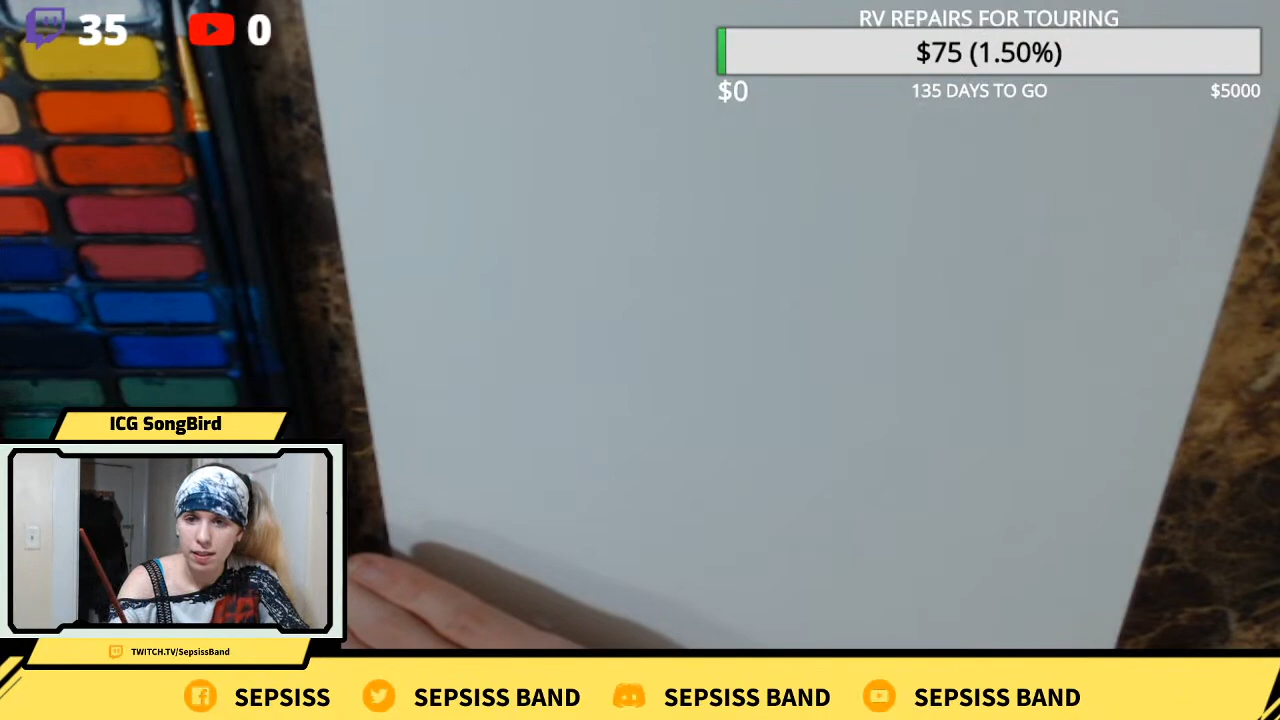 35
0
RV REPAIRS FOR TOURING
$75 (1.50%)
$0
135 DAYS TO GO
$5000
ICG SongBird
TWITCH.TV/SepsissBand
SEPSISS
SEPSISS BAND
SEPSISS BAND
SEPSISS BAND